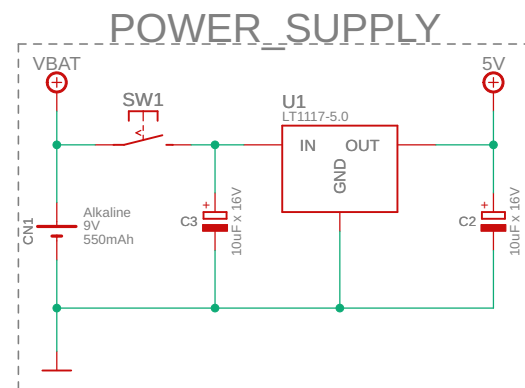 POWER_SUPPLY
VBAT
5V
SW1
U1
LT1117-5.0
IN
OUT
GND
CN1
Alkaline
9V
550mAh
C3
10uF x 16V
C2
10uF x 16V